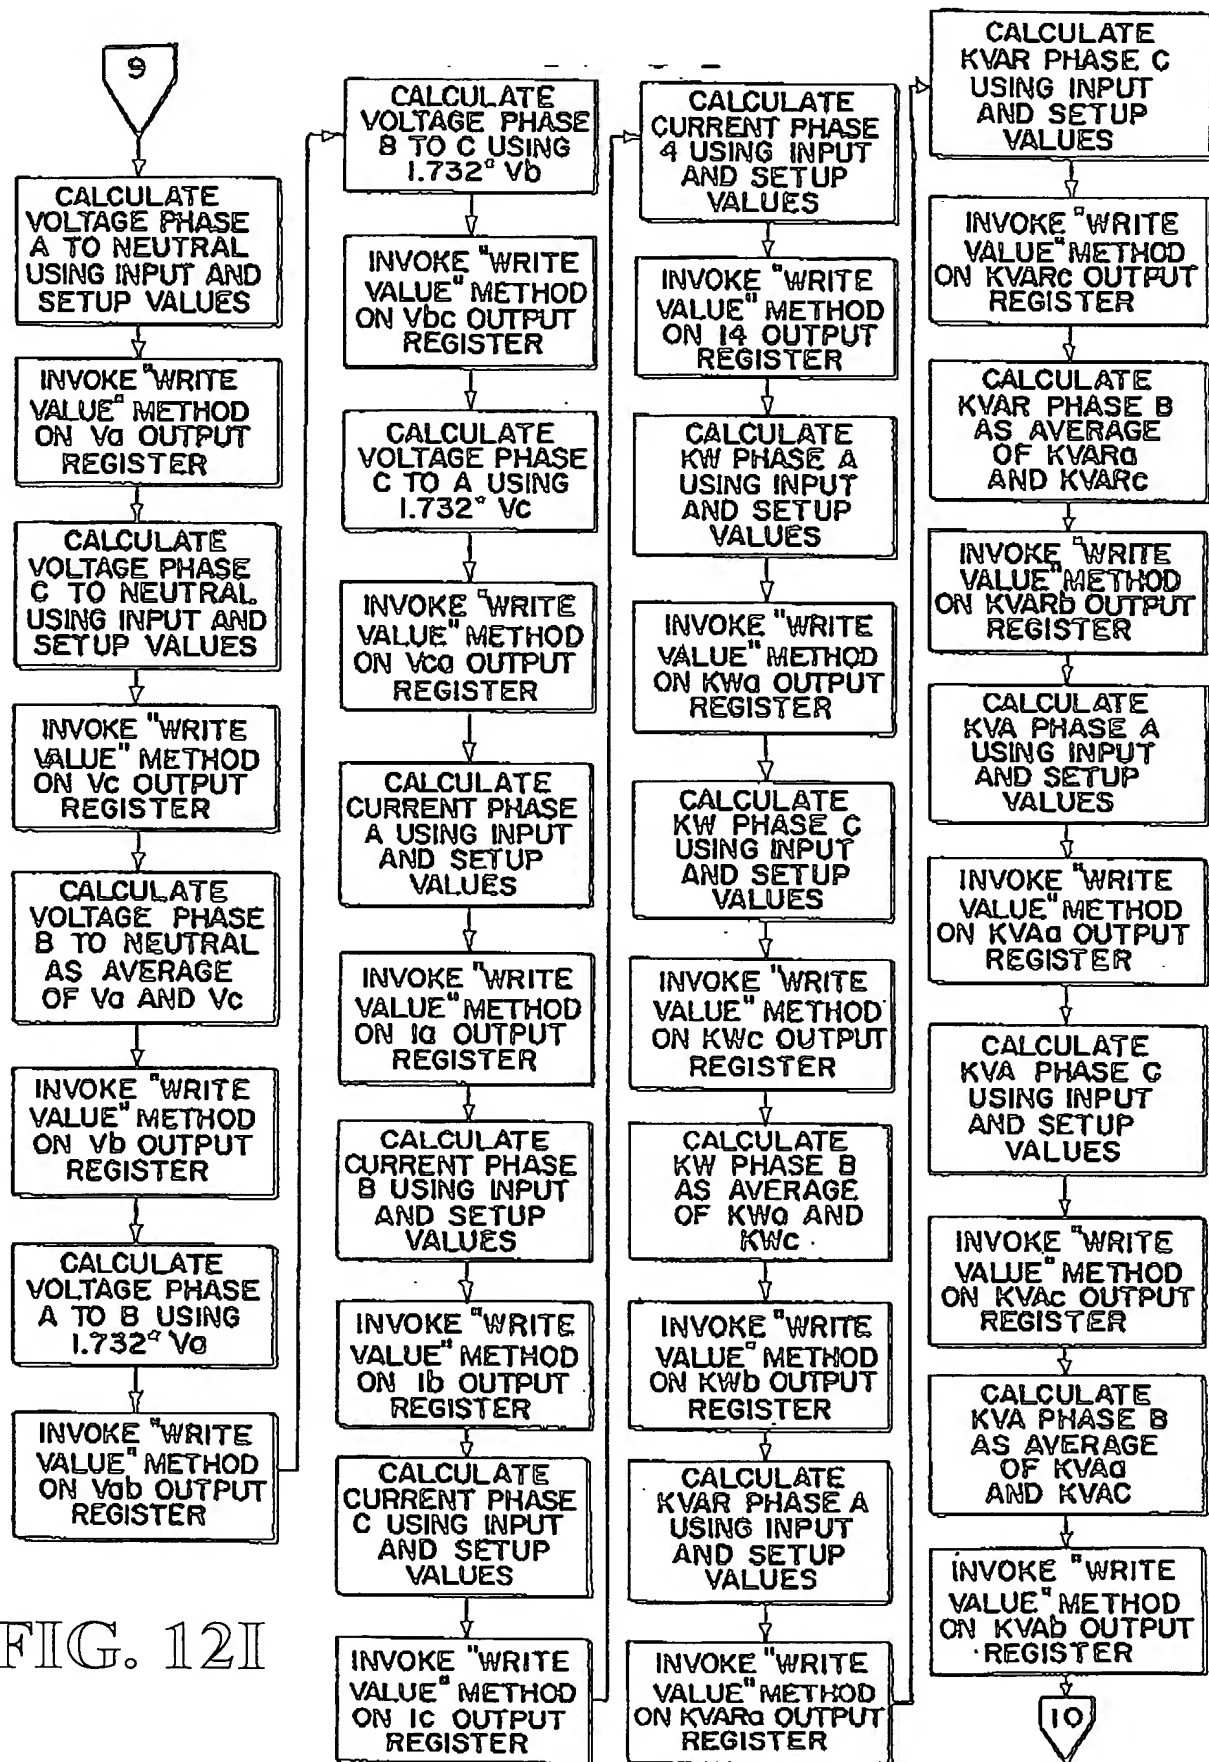 9
CALCULATE
VOLTAGE PHASE
A TO NEUTRAL
USING INPUT AND
SETUP VALUES
INVOKE "WRITE
VALUE" METHOD
ON Va OUTPUT
REGISTER
CALCULATE
VOLTAGE PHASE
C TO NEUTRAL
USING INPUT AND
SETUP VALUES
INVOKE "WRITE
VALUE" METHOD
ON Vc OUTPUT
REGISTER
CALCULATE
VOLTAGE PHASE
B TO NEUTRAL
AS AVERAGE
OF Va AND Vc
INVOKE "WRITE
VALUE" METHOD
ON Vb OUTPUT
REGISTER
CALCULATE
VOLTAGE PHASE
A TO B USING
1.732* Va
INVOKE "WRITE
VALUE" METHOD
ON Vab OUTPUT
REGISTER
CALCULATE
VOLTAGE PHASE
B TO C USING
1.732* Vb
INVOKE "WRITE
VALUE" METHOD
ON Vbc OUTPUT
REGISTER
CALCULATE
VOLTAGE PHASE
C TO A USING
1.732* Vc
INVOKE "WRITE
VALUE" METHOD
ON Vca OUTPUT
REGISTER
CALCULATE
CURRENT PHASE
A USING INPUT
AND SETUP
VALUES
INVOKE "WRITE
VALUE" METHOD
ON Ia OUTPUT
REGISTER
CALCULATE
CURRENT PHASE
B USING INPUT
AND SETUP
VALUES
INVOKE "WRITE
VALUE" METHOD
ON Ib OUTPUT
REGISTER
CALCULATE
CURRENT PHASE
C USING INPUT
AND SETUP
VALUES
INVOKE "WRITE
VALUE" METHOD
ON Ic OUTPUT
REGISTER
CALCULATE
CURRENT PHASE
4 USING INPUT
AND SETUP
VALUES
INVOKE "WRITE
VALUE" METHOD
ON I4 OUTPUT
REGISTER
CALCULATE
KW PHASE A
USING INPUT
AND SETUP
VALUES
INVOKE "WRITE
VALUE" METHOD
ON KWa OUTPUT
REGISTER
CALCULATE
KW PHASE C
USING INPUT
AND SETUP
VALUES
INVOKE "WRITE
VALUE" METHOD
ON KWc OUTPUT
REGISTER
CALCULATE
KW PHASE B
AS AVERAGE
OF KWa AND
KWc
INVOKE "WRITE
VALUE" METHOD
ON KWb OUTPUT
REGISTER
CALCULATE
KVAR PHASE A
USING INPUT
AND SETUP
VALUES
INVOKE "WRITE
VALUE" METHOD
ON KVARa OUTPUT
REGISTER
CALCULATE
KVAR PHASE C
USING INPUT
AND SETUP
VALUES
INVOKE "WRITE
VALUE" METHOD
ON KVARc OUTPUT
REGISTER
CALCULATE
KVAR PHASE B
AS AVERAGE
OF KVARa
AND KVARc
INVOKE "WRITE
VALUE" METHOD
ON KVARb OUTPUT
REGISTER
CALCULATE
KVA PHASE A
USING INPUT
AND SETUP
VALUES
INVOKE "WRITE
VALUE" METHOD
ON KVAa OUTPUT
REGISTER
CALCULATE
KVA PHASE C
USING INPUT
AND SETUP
VALUES
INVOKE "WRITE
VALUE" METHOD
ON KVAc OUTPUT
REGISTER
CALCULATE
KVA PHASE B
AS AVERAGE
OF KVAa
AND KVAC
INVOKE "WRITE
VALUE" METHOD
ON KVAb OUTPUT
REGISTER
10
FIG. 12I